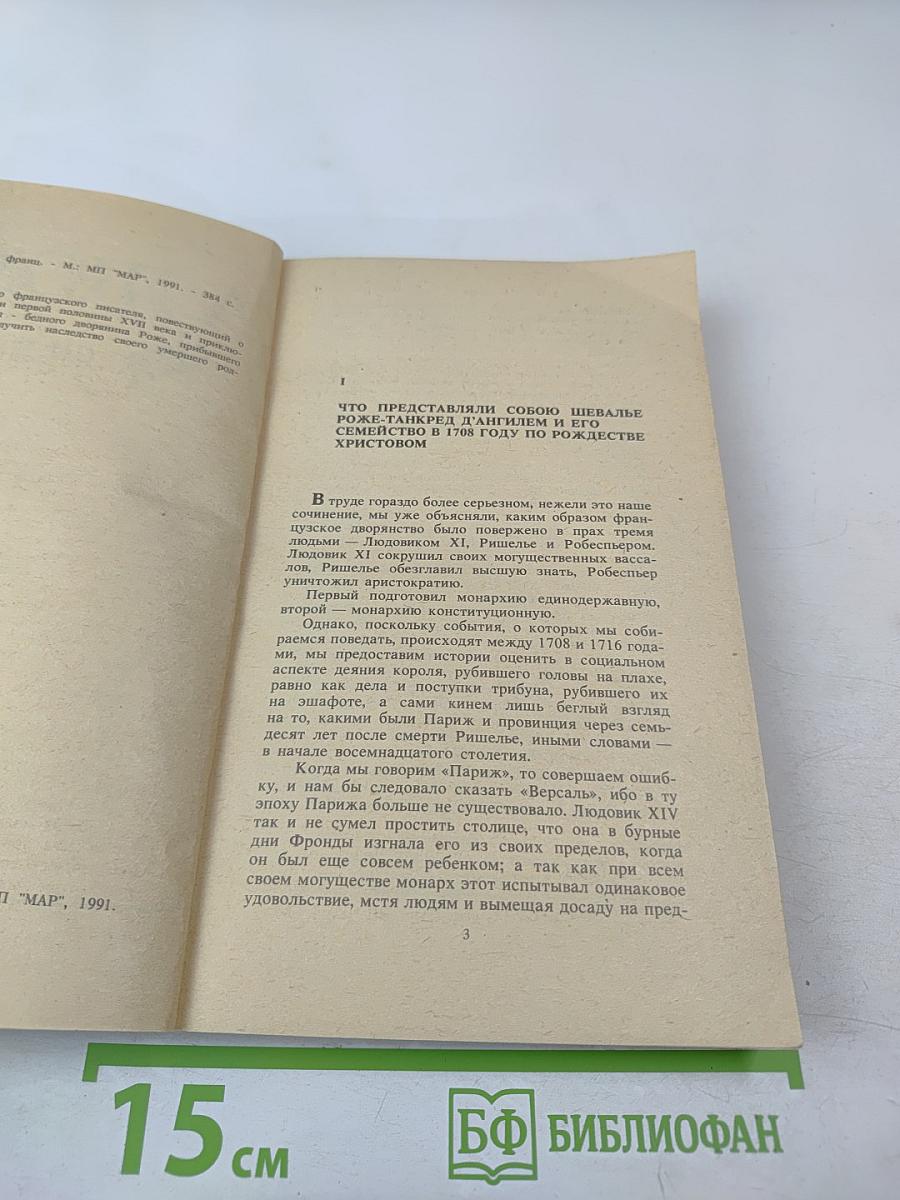 франц. - М.: МП "МАР", 1991. - 384 с.
о французского писателя, повествующий о
и первой половины XVII века и приклю-
- бедного дворянина Роже, прибывшего
лучить наследство своего умершего род-
П "МАР", 1991.
I
ЧТО ПРЕДСТАВЛЯЛИ СОБОЮ ШЕВАЛЬЕ
РОЖЕ-ТАНКРЕД Д'АНГИЛЕМ И ЕГО
СЕМЕЙСТВО В 1708 ГОДУ ПО РОЖДЕСТВЕ
ХРИСТОВОМ
В труде гораздо более серьезном, нежели это наше
сочинение, мы уже объясняли, каким образом фран-
цузское дворянство было повержено в прах тремя
людьми — Людовиком XI, Ришелье и Робеспьером.
Людовик XI сокрушил своих могущественных васса-
лов, Ришелье обезглавил высшую знать, Робеспьер
уничтожил аристократию.
Первый подготовил монархию единодержавную,
второй — монархию конституционную.
Однако, поскольку события, о которых мы соби-
раемся поведать, происходят между 1708 и 1716 года-
ми, мы предоставим истории оценить в социальном
аспекте деяния короля, рубившего головы на плахе,
равно как дела и поступки трибуна, рубившего их
на эшафоте, а сами кинем лишь беглый взгляд
на то, какими были Париж и провинция через семь-
десят лет после смерти Ришелье, иными словами —
в начале восемнадцатого столетия.
Когда мы говорим «Париж», то совершаем ошиб-
ку, и нам бы следовало сказать «Версаль», ибо в ту
эпоху Парижа больше не существовало. Людовик XIV
так и не сумел простить столице, что она в бурные
дни Фронды изгнала его из своих пределов, когда
он был еще совсем ребенком; а так как при всем
своем могуществе монарх этот испытывал одинаковое
удовольствие, мстя людям и вымещая досаду на пред-
3
15 см
БФ БИБЛИОФАН